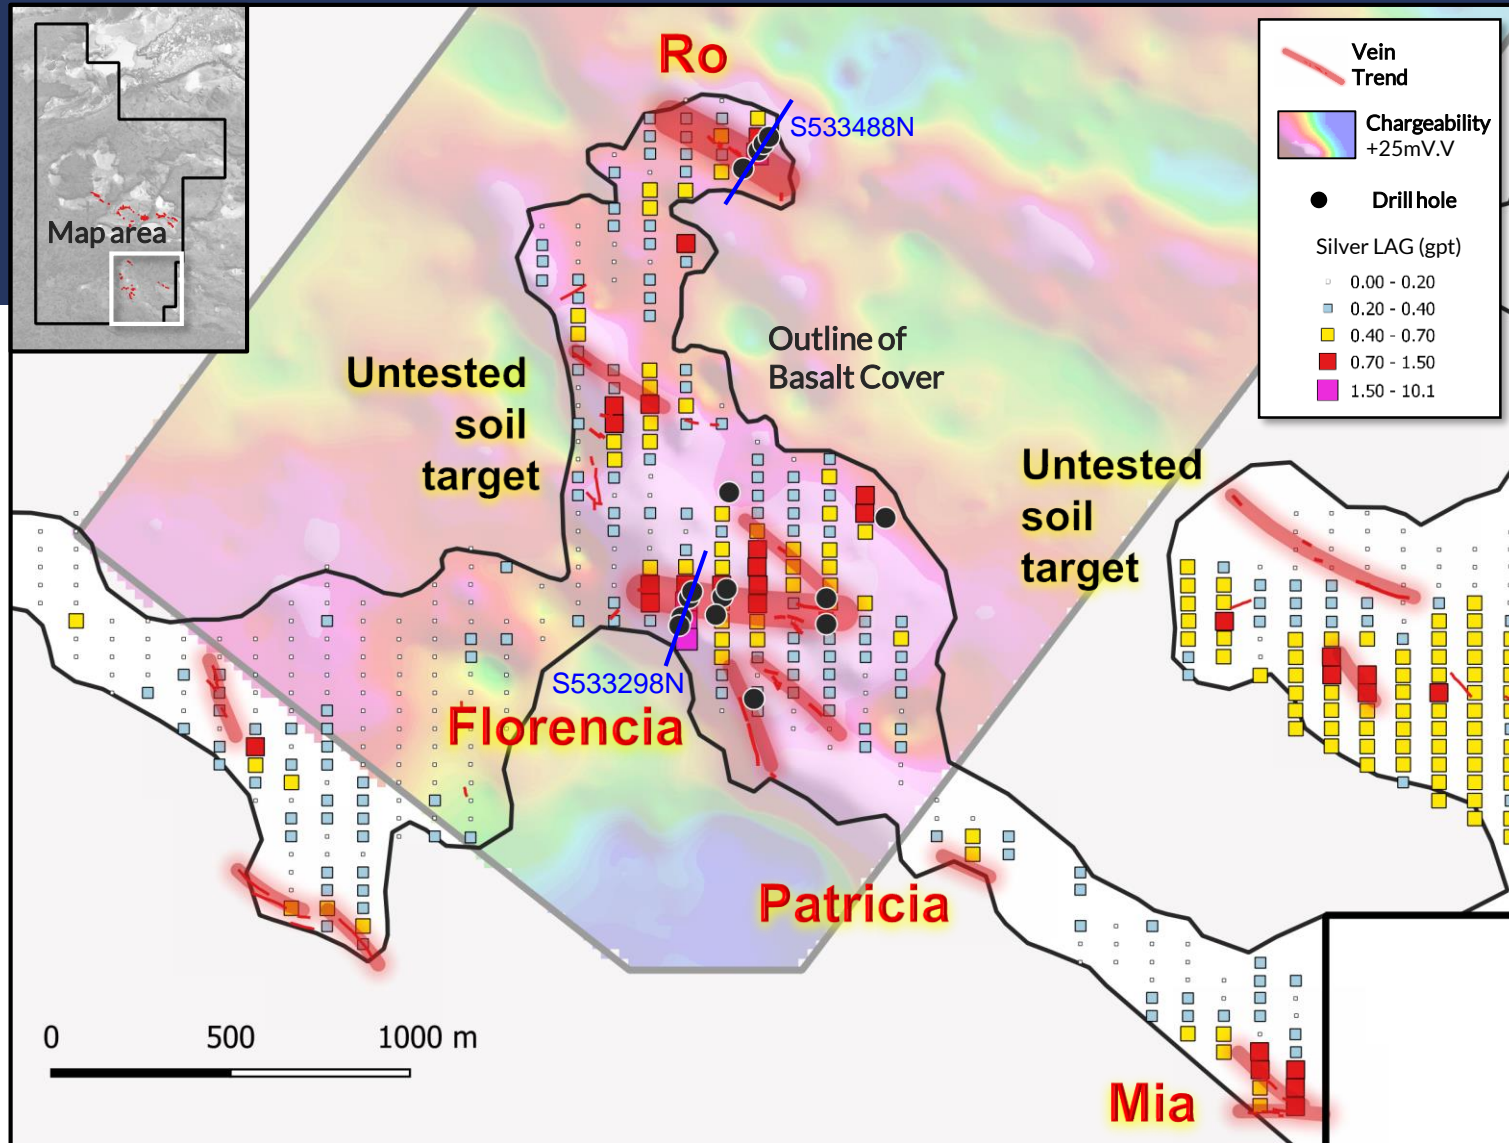 Map area
Ro
S533488N
Vein
Trend
Chargeability
+25mV.V
Drill hole
Silver LAG (gpt)
0.00 - 0.20
0.20 - 0.40
0.40 - 0.70
0.70 - 1.50
1.50 - 10.1
Outline of
Basalt Cover
Untested
soil
target
Untested
soil
target
S533298N
Florencia
Patricia
Mia
0 500 1000 m